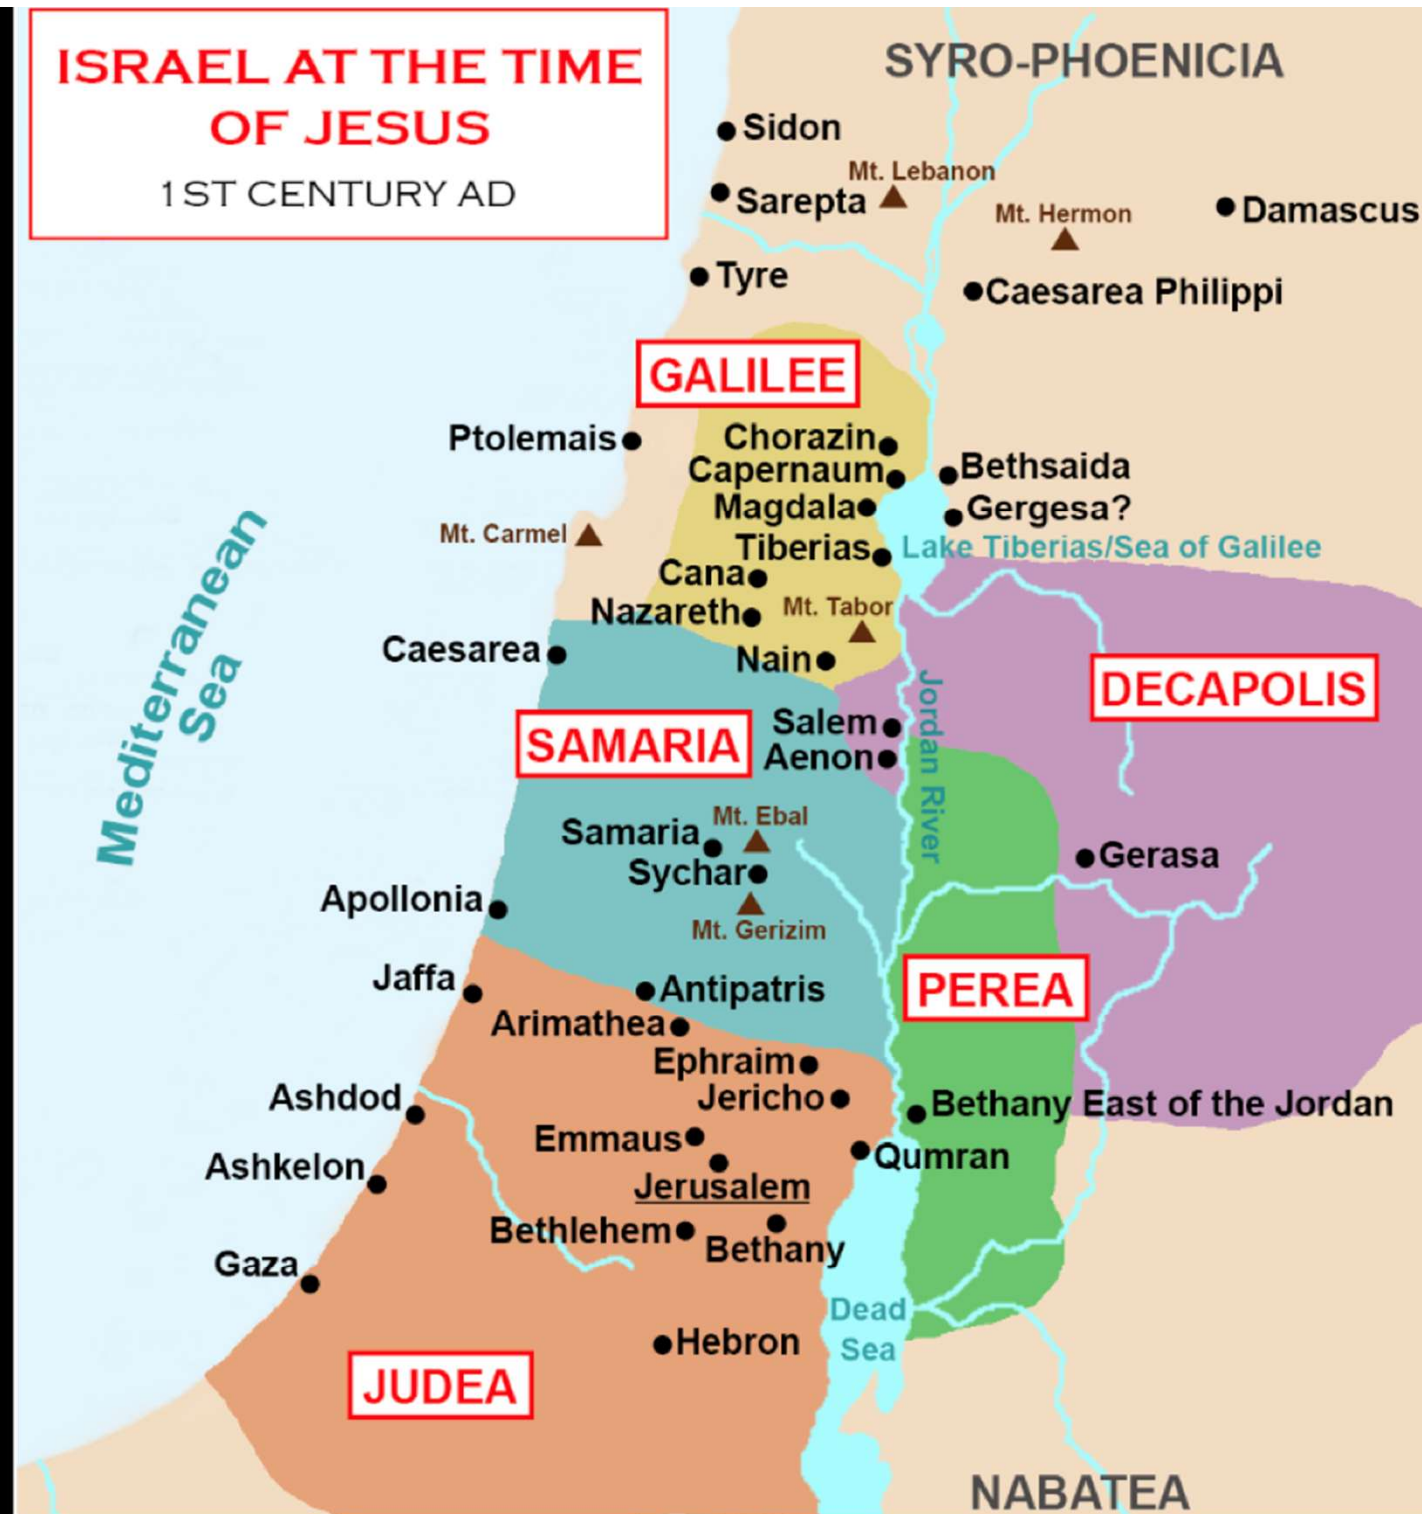 ISRAEL AT THE TIME
OF JESUS
1ST CENTURY AD
SYRO-PHOENICIA
Sidon
Mt. Lebanon
Sarepta
Mt. Hermon
Damascus
Tyre
Caesarea Philippi
GALILEE
Ptolemais
Chorazin
Capernaum
Bethsaida
Magdala
Gergesa?
Mt. Carmel
Tiberias
Lake Tiberias/Sea of Galilee
Cana
Nazareth
Mt. Tabor
Caesarea
Nain
Mediterranean
Sea
DECAPOLIS
Jordan River
SAMARIA
Salem
Aenon
Mt. Ebal
Samaria
Sychar
Gerasa
Apollonia
Mt. Gerizim
Jaffa
Antipatris
PEREA
Arimathea
Ephraim
Jericho
Ashdod
Bethany East of the Jordan
Emmaus
Qumran
Ashkelon
Jerusalem
Bethlehem
Bethany
Gaza
Dead
Sea
Hebron
JUDEA
NABATEA